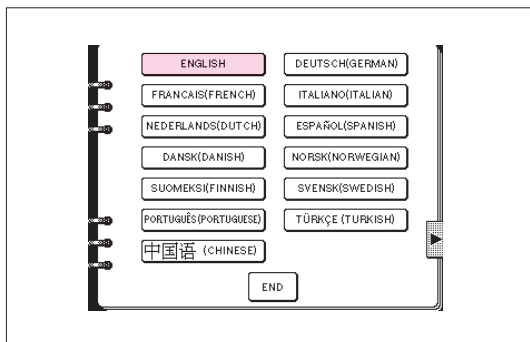 ENGLISH DEUTSCH(GERMAN)
FRANCAIS(FRENCH) ITALIANO(ITALIAN)
NEDERLANDS(DUTCH) ESPAÑOL(SPANISH)
DANSK(DANISH) NORSK(NORWEGIAN)
SUOMEKSI(FINNISH) SVENSK(SWEDISH)
PORTUGUÊS(PORTUGUESE) TÜRKÇE (TURKISH)
中国语 (CHINESE)
END